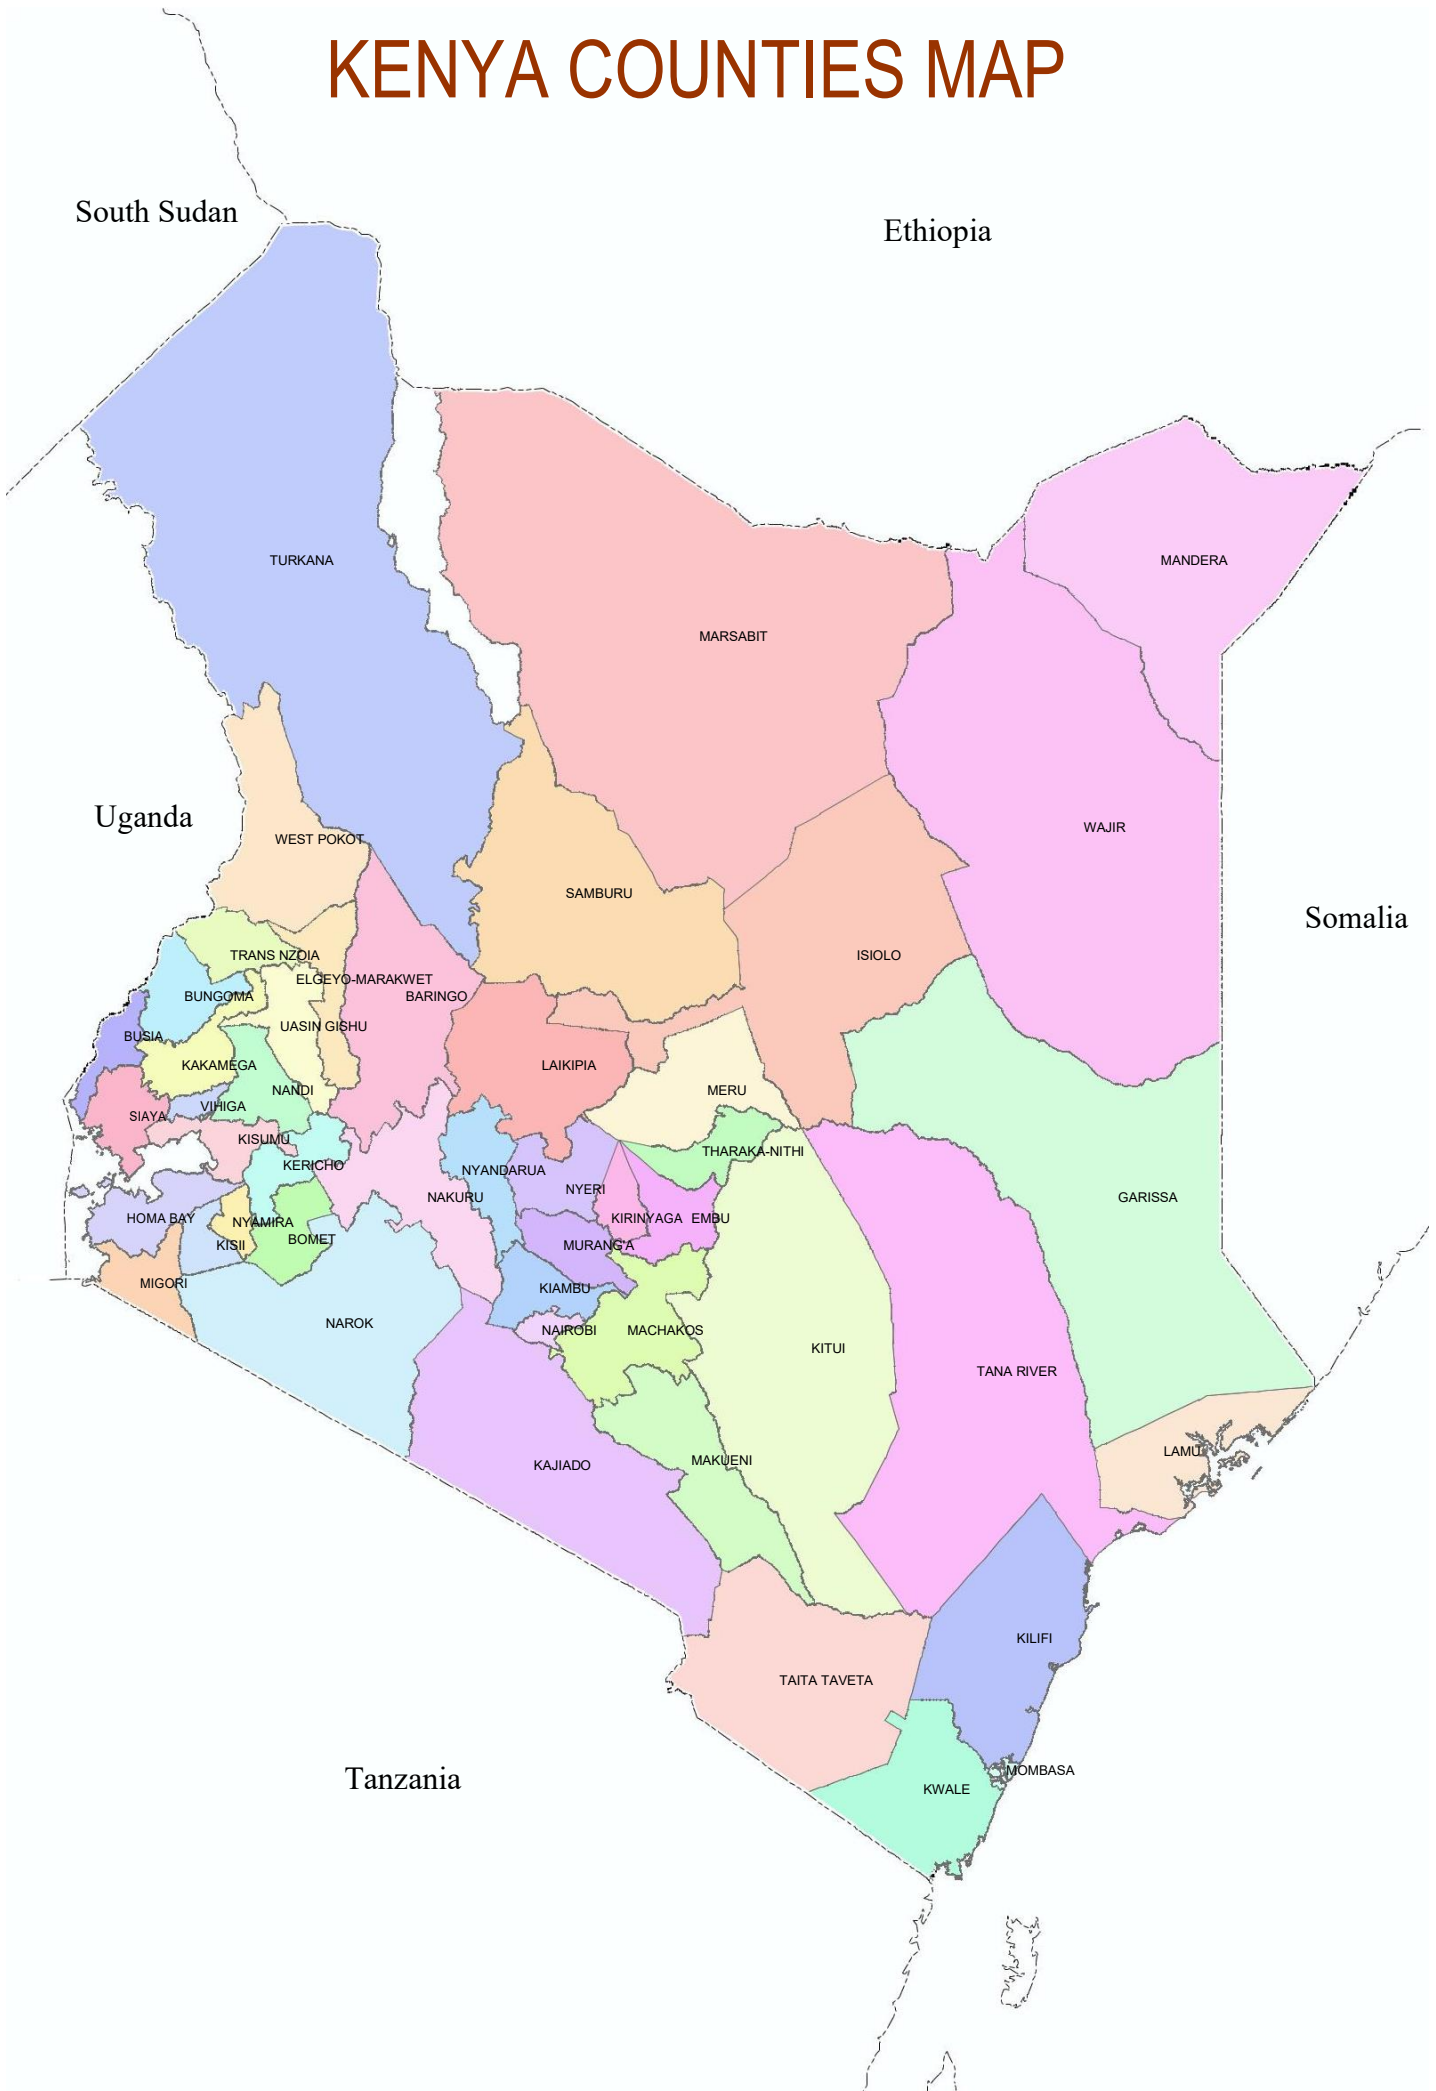 KENYA COUNTIES MAP
South Sudan
Ethiopia
TURKANA
MANDERA
MARSABIT
Uganda
WEST POKOT
WAJIR
SAMBURU
Somalia
TRANS NZOIA
ISIOLO
ELGEYO-MARAKWET
BUNGOMA
BARINGO
UASIN GISHU
BUSIA
KAKAMEGA
LAIKIPIA
NANDI
MERU
VIHIGA
SIAYA
KISUMU
THARAKA-NITHI
KERICHO
NYANDARUA
NYERI
NAKURU
GARISSA
HOMA BAY
NYAMIRA
KIRINYAGA
EMBU
BOMET
KISII
MURANG'A
MIGORI
KIAMBU
NAROK
NAIROBI
MACHAKOS
KITUI
TANA RIVER
LAMU
KAJIADO
MAKUENI
KILIFI
TAITA TAVETA
Tanzania
MOMBASA
KWALE